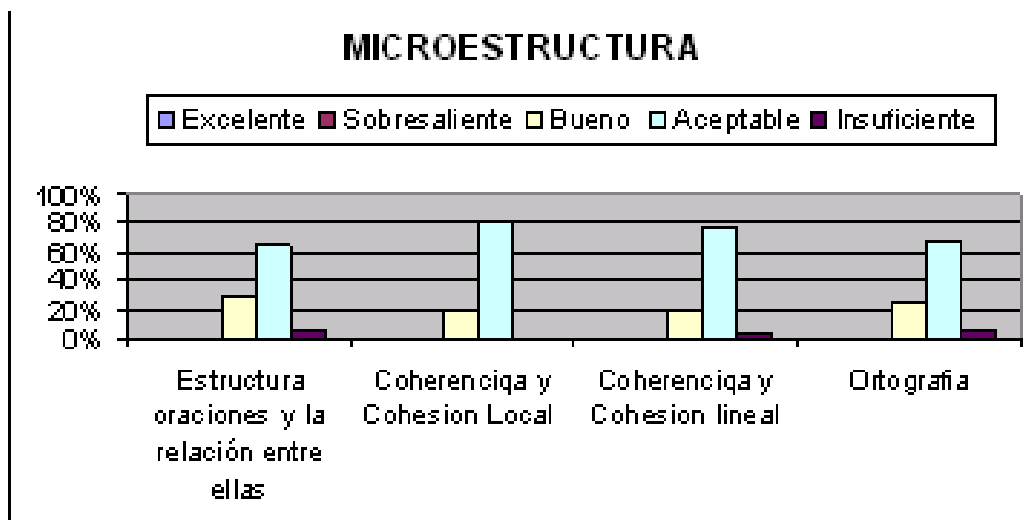 MICROESTRUCTURA
Excelente Sobresaliente Bueno Aceptable Insuficiente
100%
80%
60%
40%
20%
0%
Estructura oraciones y la relación entre ellas
Coherenciqa y Cohesion Local
Coherenciqa y Cohesion lineal
Ortografia